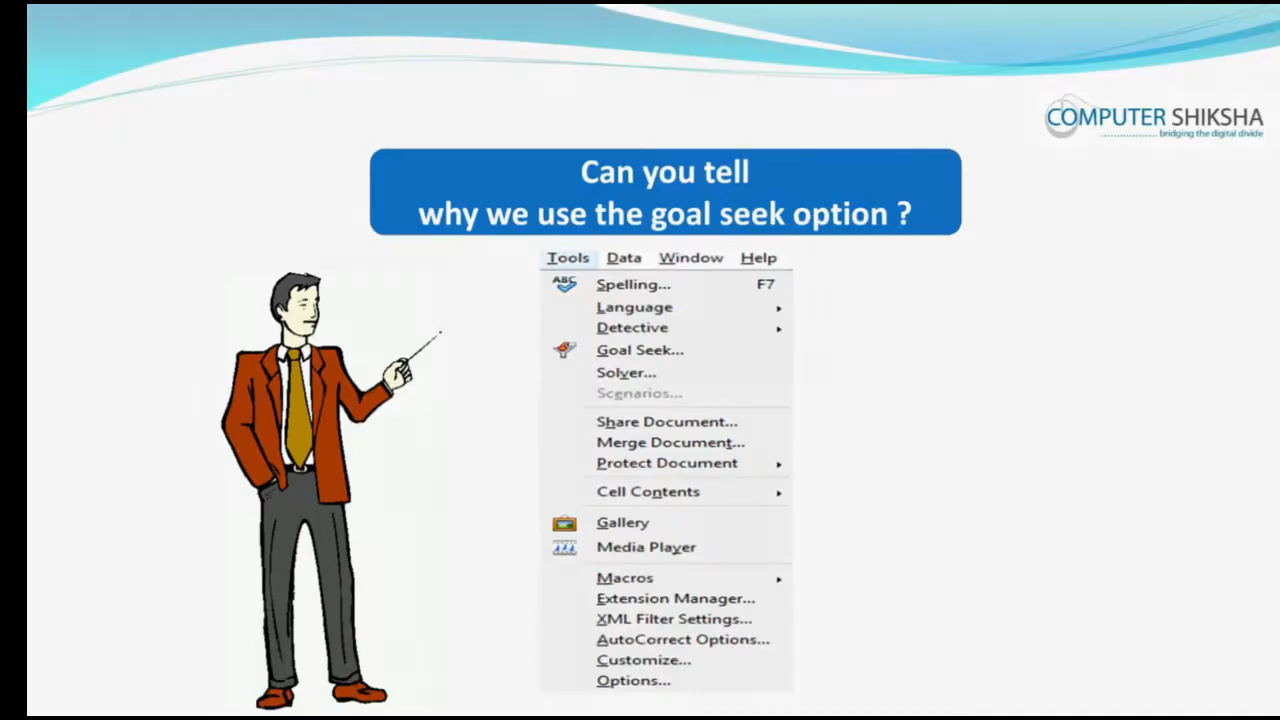 COMPUTER SHIKSHA
bridging the digital divide
Can you tell
why we use the goal seek option ?
Tools Data Window Help
ABC Spelling... F7
Language
Detective
Goal Seek...
Solver...
Scenarios...
Share Document...
Merge Document...
Protect Document
Cell Contents
Gallery
Media Player
Macros
Extension Manager...
XML Filter Settings...
AutoCorrect Options...
Customize...
Options...